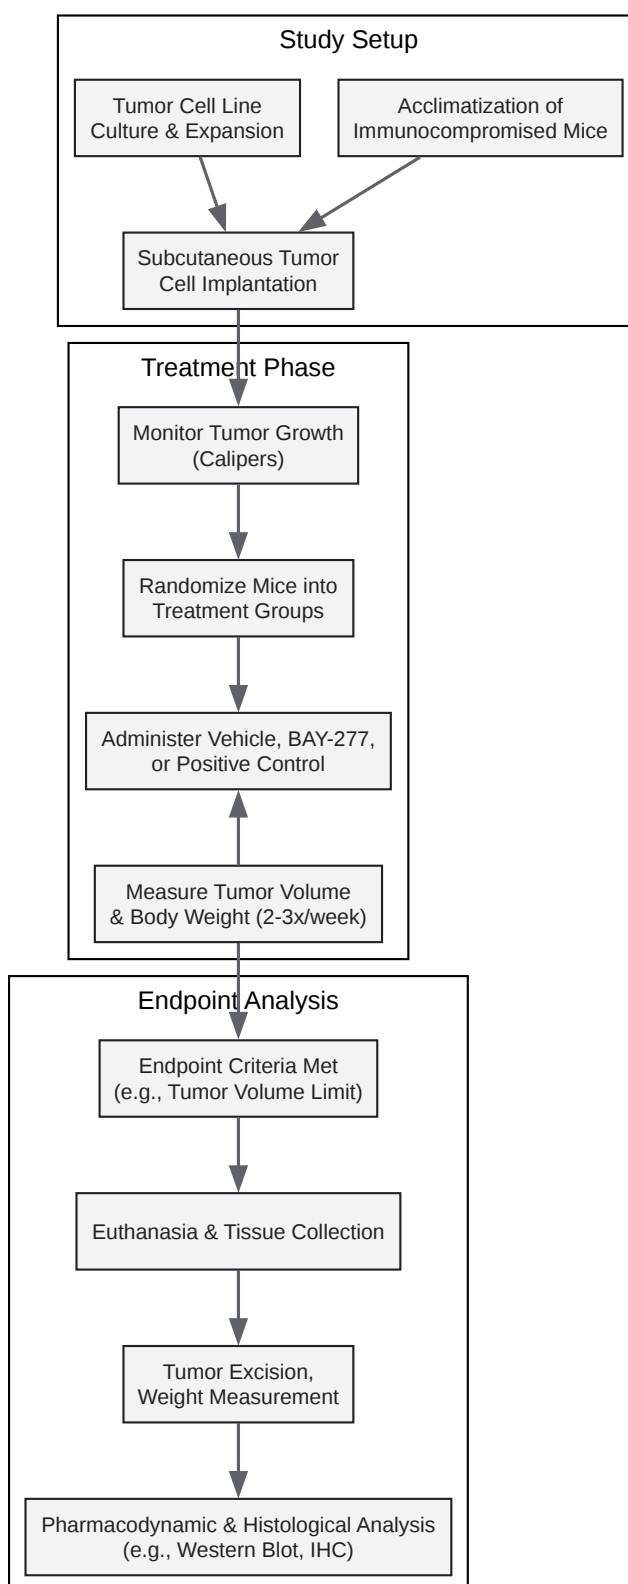 Study Setup
Tumor Cell Line
Culture & Expansion
Acclimatization of
Immunocompromised Mice
Subcutaneous Tumor
Cell Implantation
Treatment Phase
Monitor Tumor Growth
(Calipers)
Randomize Mice into
Treatment Groups
Administer Vehicle, BAY-277,
or Positive Control
Measure Tumor Volume
& Body Weight (2-3x/week)
Endpoint Analysis
Endpoint Criteria Met
(e.g., Tumor Volume Limit)
Euthanasia & Tissue Collection
Tumor Excision,
Weight Measurement
Pharmacodynamic & Histological Analysis
(e.g., Western Blot, IHC)